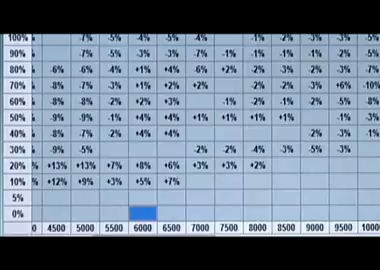 100% -7% -5% -4% -5% -6% -4% -1% -2% -3% -3% -5%
90% -7% -5% -3% -3% -7% -1% -1% -1% -1% -2% -5%
80% -6% -6% -4% +1% +4% -6% +2% -2% -3% -2% -3% -7%
70% -8% -7% -3% +1% +2% +2% -2% -2% -3% +6% -10%
60% -8% -8% -2% +2% +3% -1% -2% -1% -2% -5% -8%
50% -9% -9% -1% +4% +4% +1% +1% +1% +1% -1% -3%
40% -8% -7% -2% +4% +4% -2% -3% -9%
30% -9% -5% -2% -2% -4% -3% -5% -3%
20% % +13% +13% +7% +8% +6% +3% +3% +2%
10% % +12% +9% +3% +5% +7%
5%
0%
0 4500 5000 5500 6000 6500 7000 7500 8000 8500 9000 9500 1000